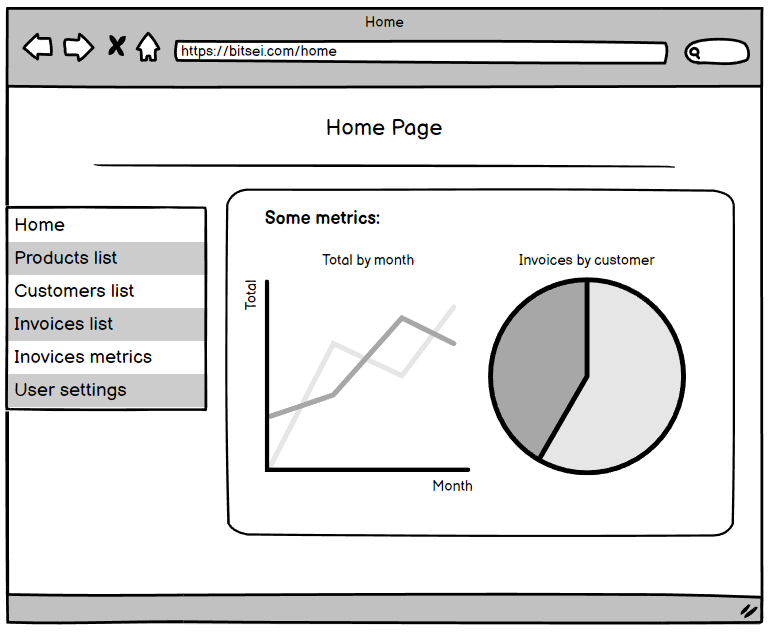 Home
https://bitsei.com/home
Home Page
Home
Products list
Customers list
Invoices list
Inovices metrics
User settings
Some metrics:
Total by month
Total
Month
Invoices by customer